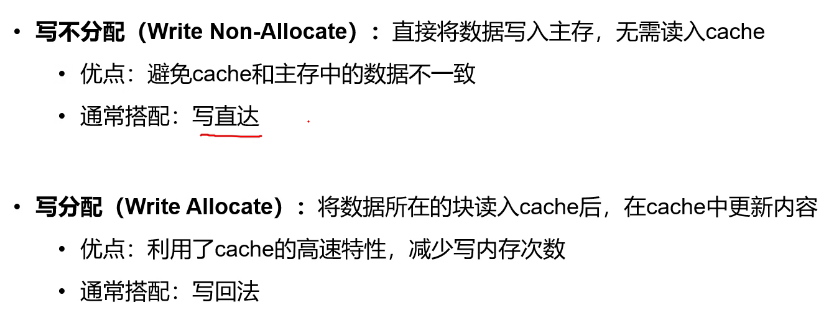 • 写不分配（Write Non-Allocate）：直接将数据写入主存，无需读入cache
• 优点：避免cache和主存中的数据不一致
• 通常搭配：写直达
• 写分配（Write Allocate）：将数据所在的块读入cache后，在cache中更新内容
• 优点：利用了cache的高速特性，减少写内存次数
• 通常搭配：写回法